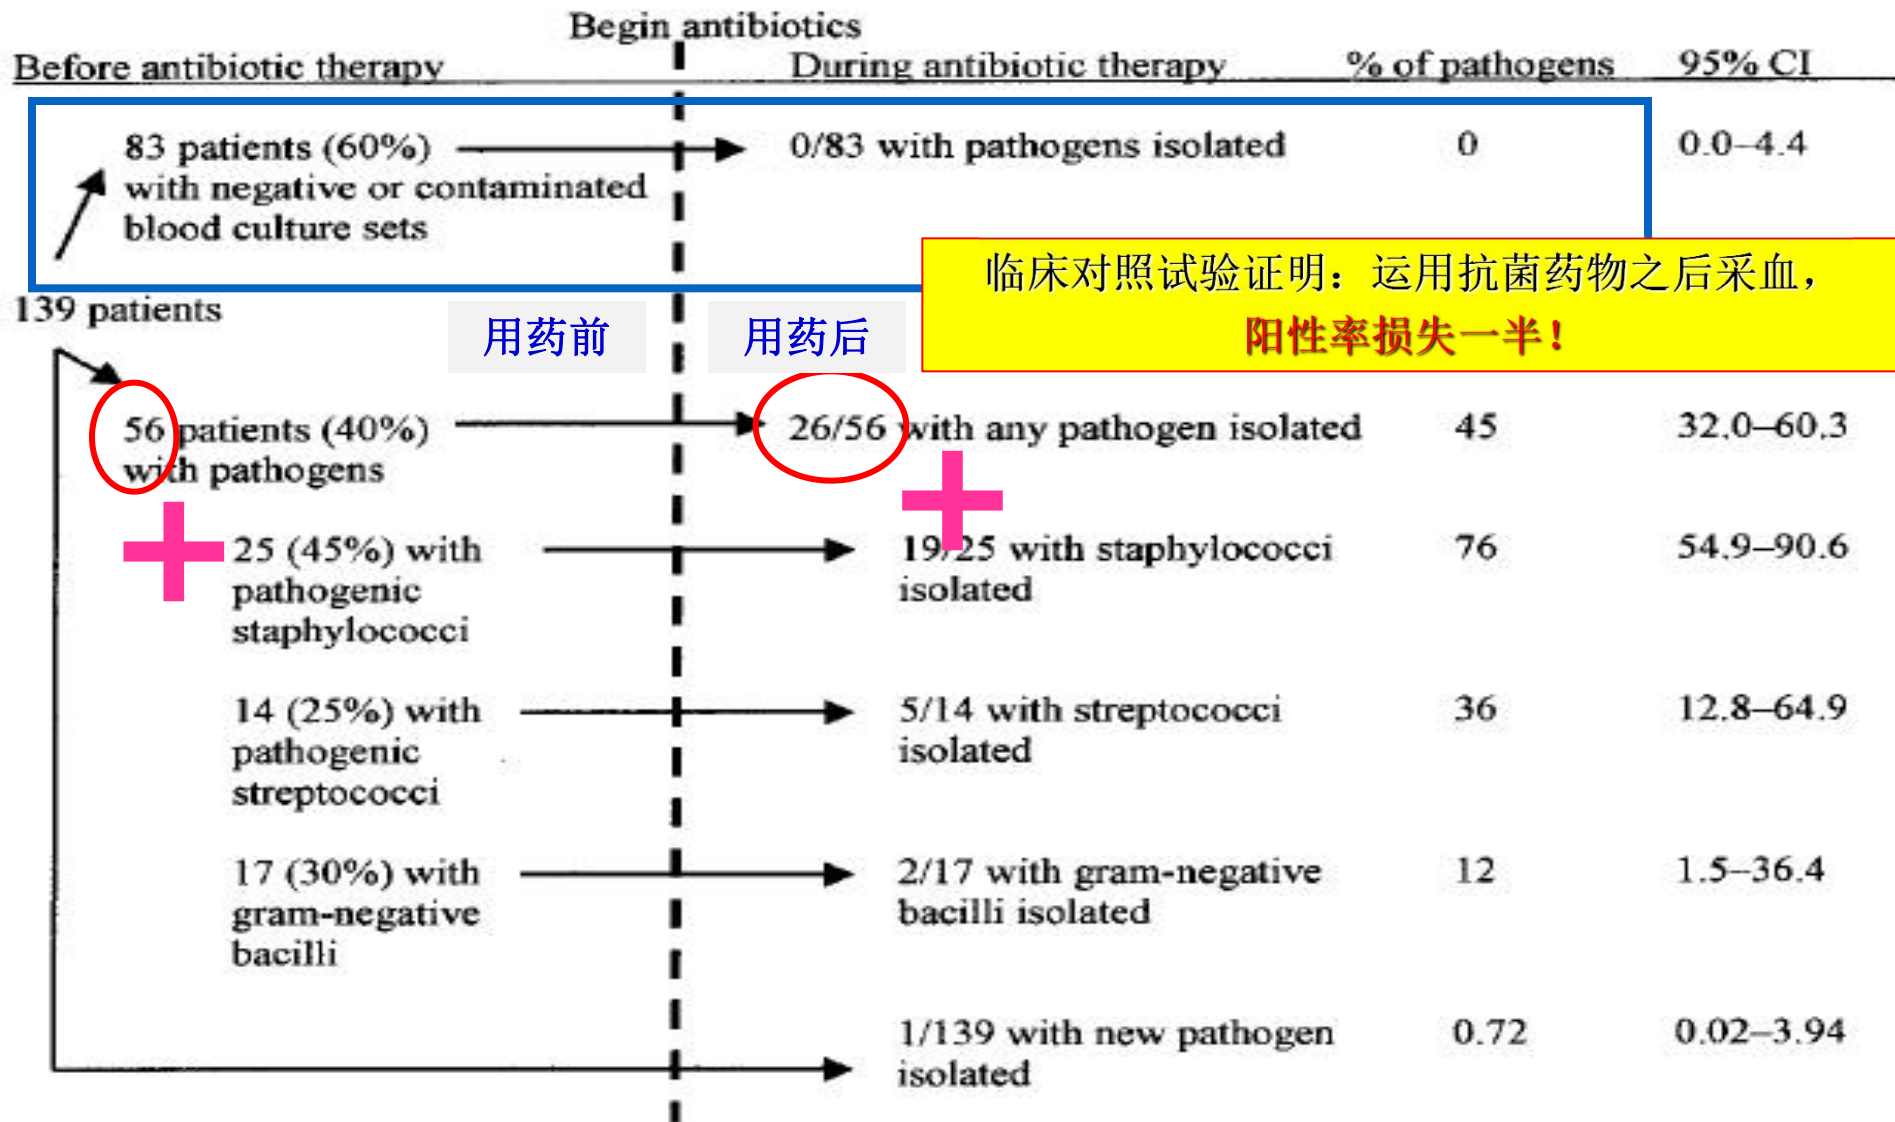 Begin antibiotics
Before antibiotic therapy During antibiotic therapy % of pathogens 95% CI
83 patients (60%) 0/83 with pathogens isolated 0 0.0–4.4
with negative or contaminated
blood culture sets
临床对照试验证明：运用抗菌药物之后采血，
阳性率损失一半！
139 patients
用药前 用药后
56 patients (40%) 26/56 with any pathogen isolated 45 32.0–60.3
with pathogens
25 (45%) with 19/25 with staphylococci 76 54.9–90.6
pathogenic isolated
staphylococci
14 (25%) with 5/14 with streptococci 36 12.8–64.9
pathogenic isolated
streptococci
17 (30%) with 2/17 with gram-negative 12 1.5–36.4
gram-negative bacilli isolated
bacilli
1/139 with new pathogen 0.72 0.02–3.94
isolated